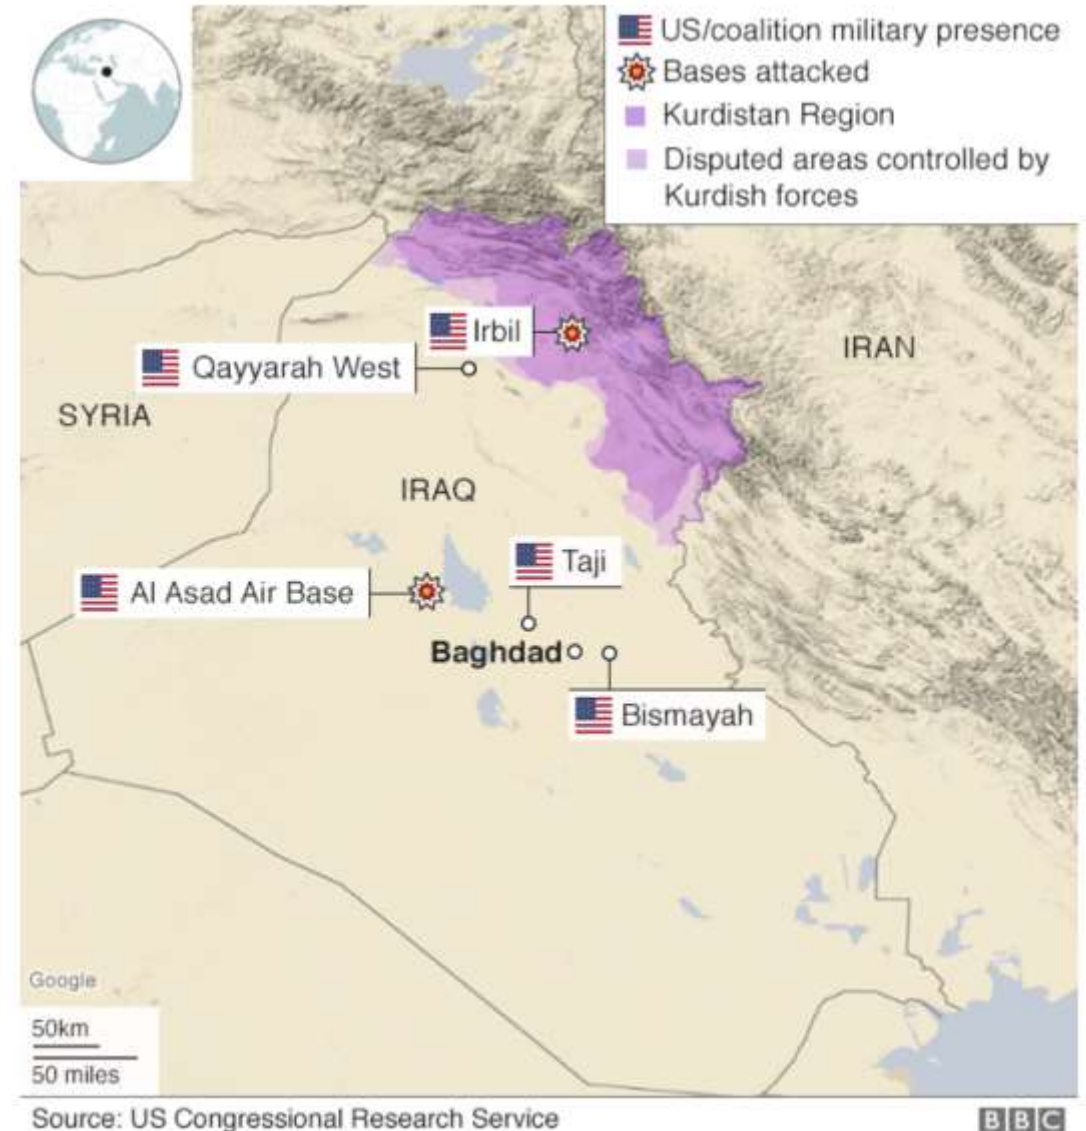 US/coalition military presence
Bases attacked
Kurdistan Region
Disputed areas controlled by
Kurdish forces
Irbil
IRAN
Qayyarah West
SYRIA
IRAQ
Taji
Al Asad Air Base
Baghdad
Bismayah
Google
50km
50 miles
Source: US Congressional Research Service
BBC